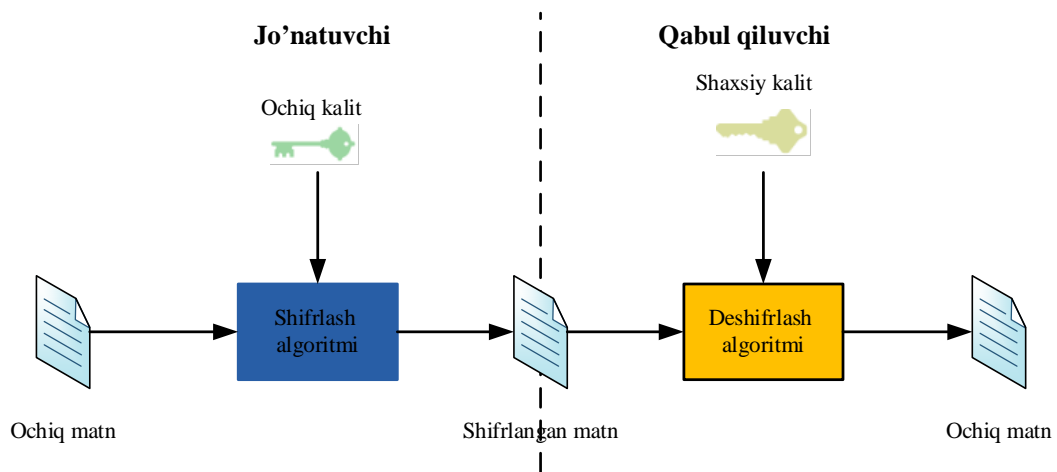 Jo’natuvchi
Qabul qiluvchi
Ochiq kalit
Shaxsiy kalit
Shifrlash
algoritmi
Deshifrlash
algoritmi
Ochiq matn
Shifrlangan matn
Ochiq matn